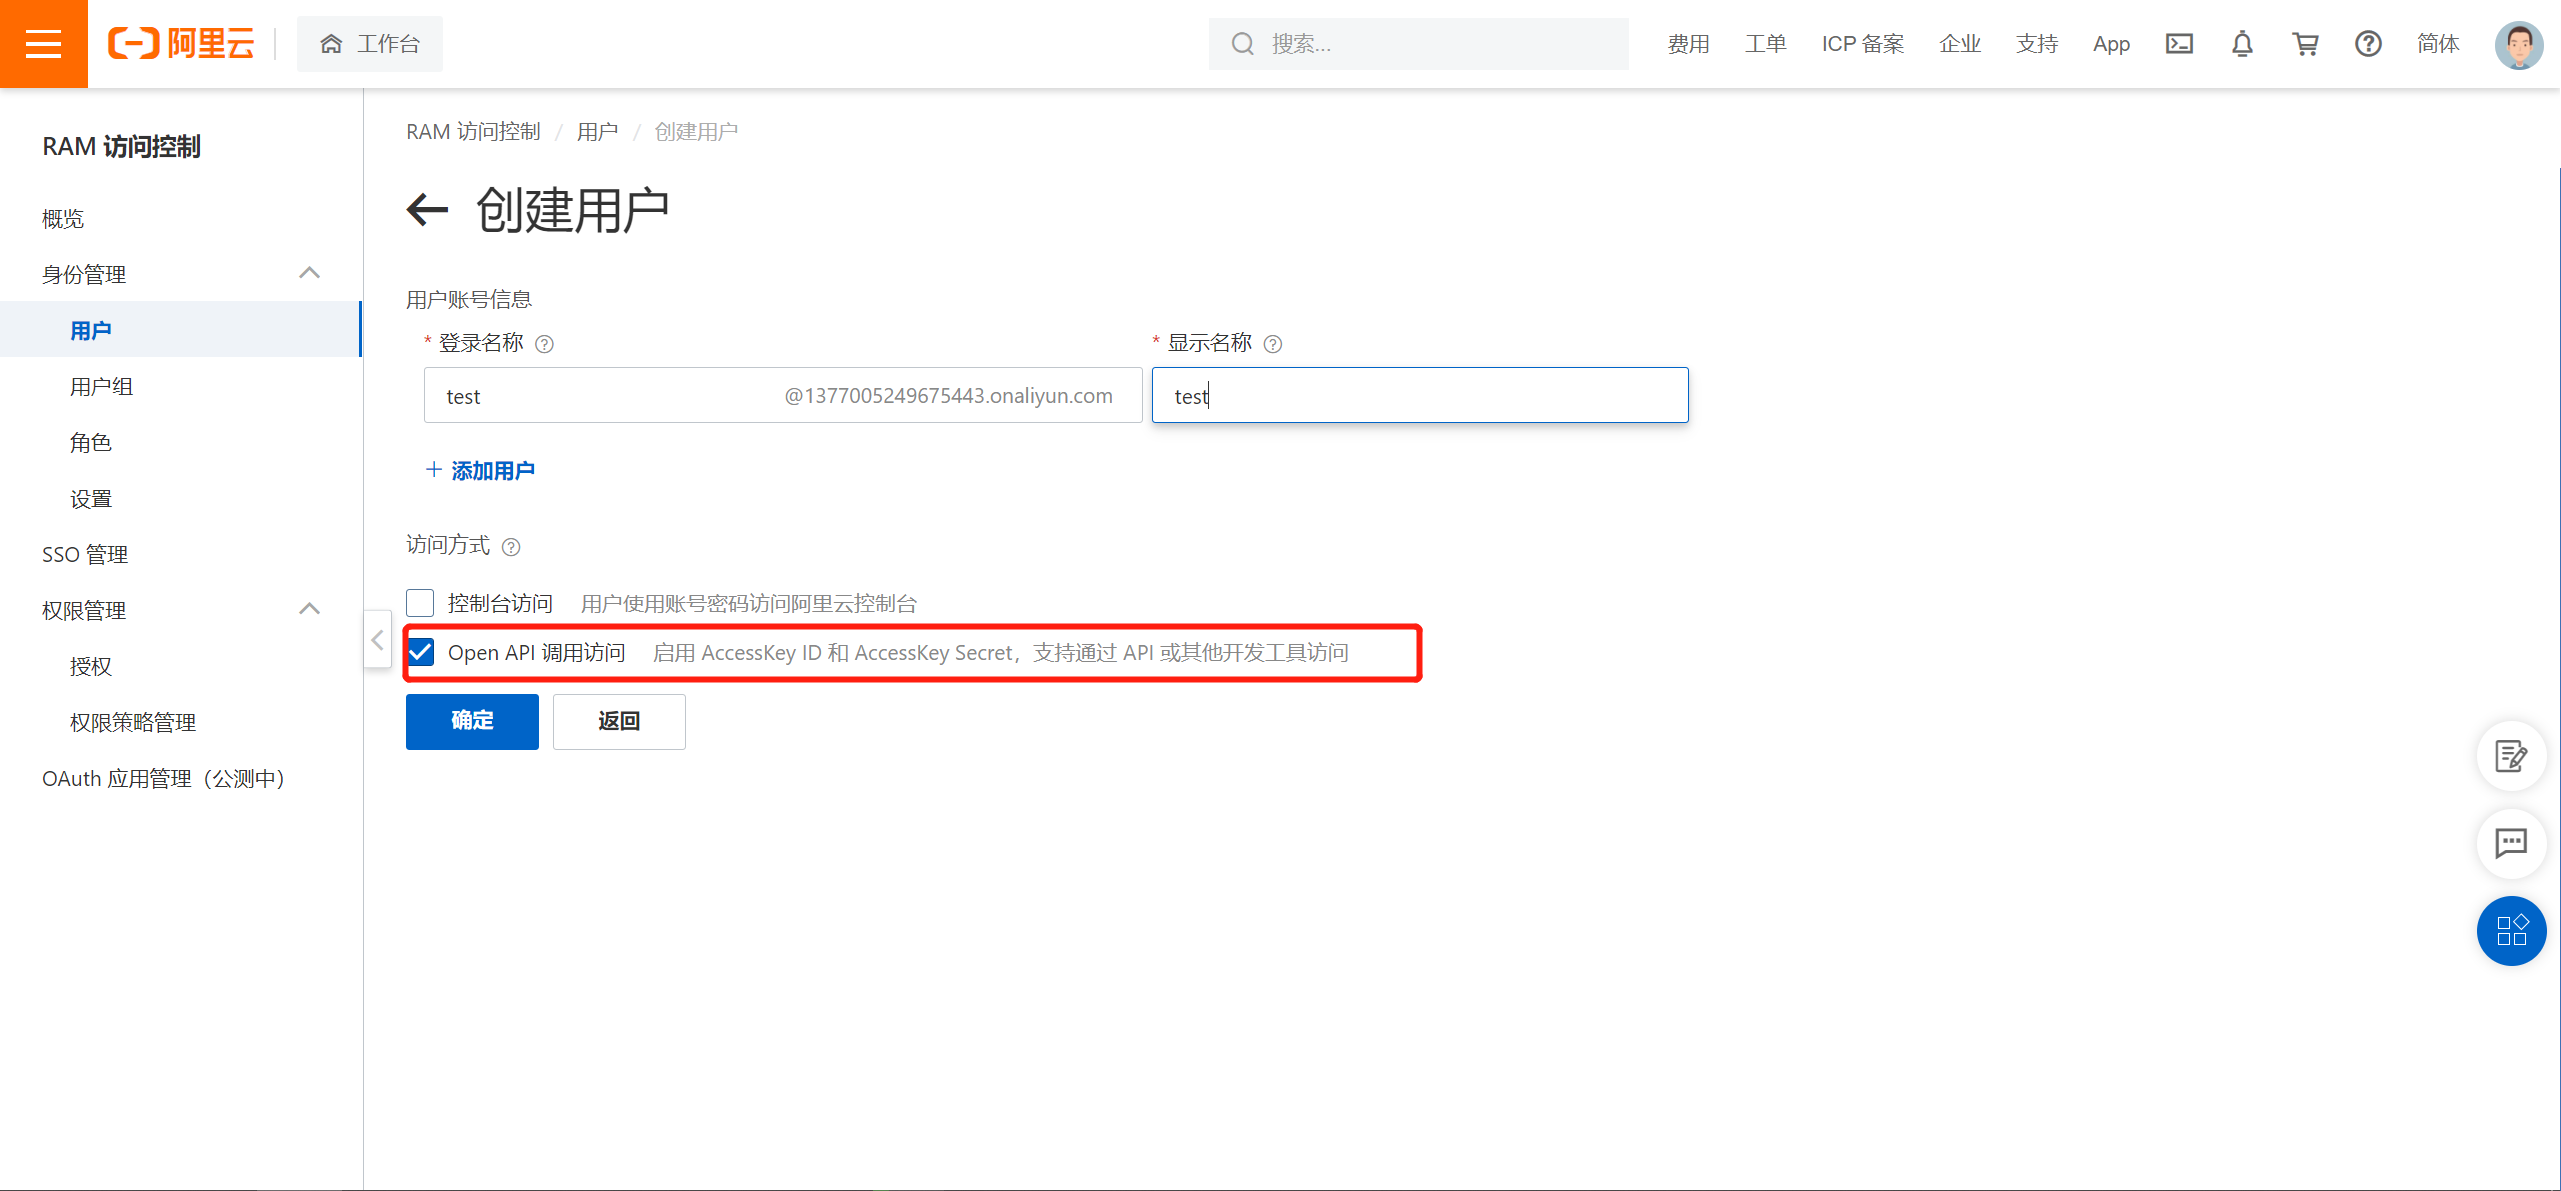 阿里云
工作台
搜索...
费用
工单
ICP 备案
企业
支持
App
简体
RAM 访问控制
概览
身份管理
用户
用户组
角色
设置
SSO 管理
权限管理
授权
权限策略管理
OAuth 应用管理（公测中）
RAM 访问控制 / 用户 / 创建用户
创建用户
用户账号信息
* 登录名称
* 显示名称
test @1377005249675443.onaliyun.com
test
+ 添加用户
访问方式
控制台访问 用户使用账号密码访问阿里云控制台
Open API 调用访问 启用 AccessKey ID 和 AccessKey Secret，支持通过 API 或其他开发工具访问
确定
返回